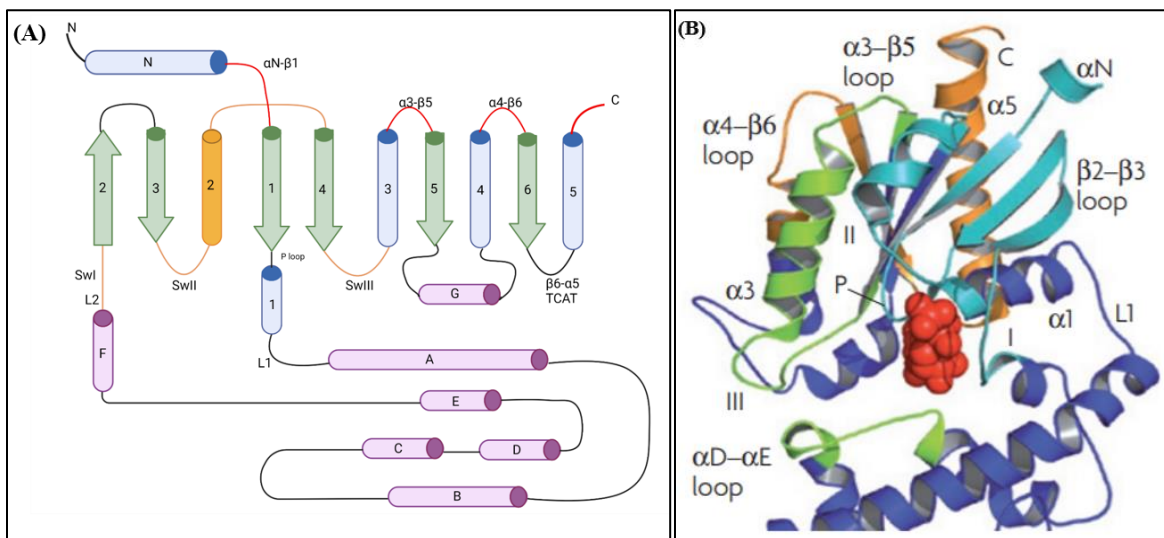 (A)
N
N
αN-β1
α3-β5
α4-β6
C
2
3
2
1
4
3
5
4
6
5
P loop
SwI
SwII
SwIII
β6-α5
TCAT
G
L2
1
F
L1
A
E
C
D
B
(B)
α3–β5
loop
C
αN
α5
α4–β6
loop
β2–β3
loop
II
α3
P
α1
L1
I
III
αD–αE
loop